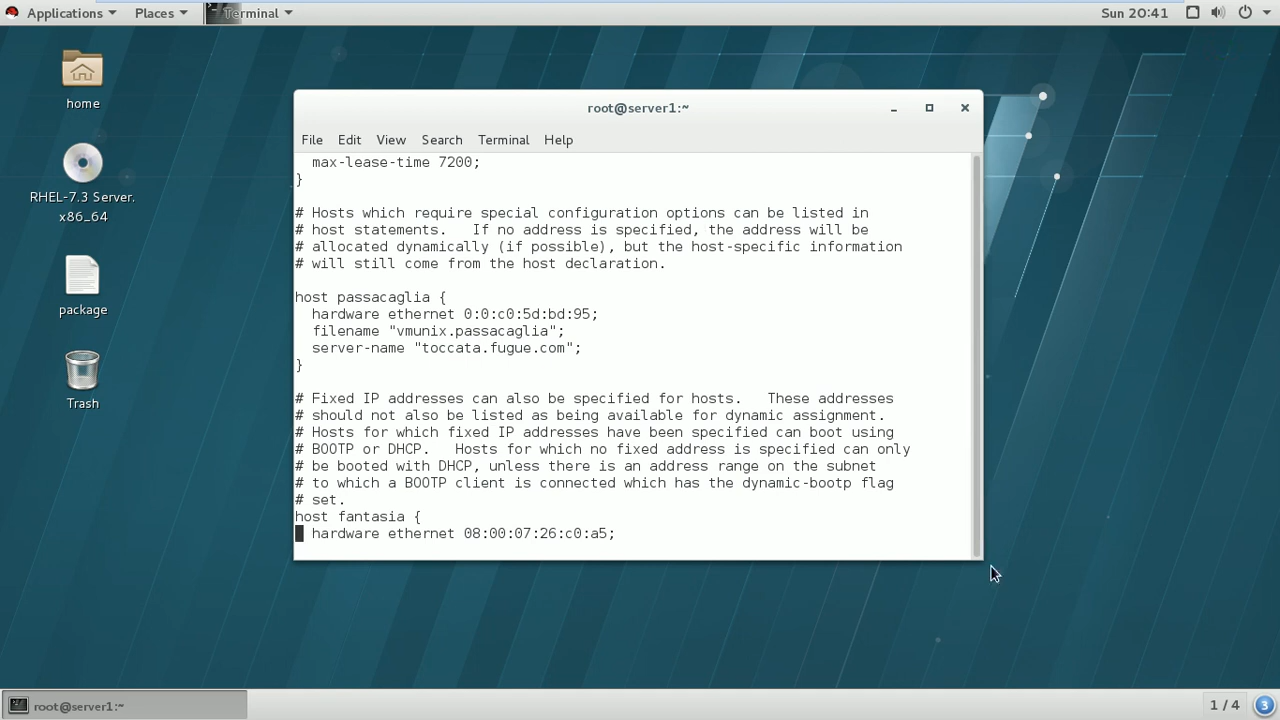 Applications Places Terminal Sun 20:41
home
RHEL-7.3 Server.
x86_64
package
Trash
root@server1:~
File Edit View Search Terminal Help
max-lease-time 7200;
}
# Hosts which require special configuration options can be listed in
# host statements.   If no address is specified, the address will be
# allocated dynamically (if possible), but the host-specific information
# will still come from the host declaration.
host passacaglia {
hardware ethernet 0:0:c0:5d:bd:95;
filename "vmunix.passacaglia";
server-name "toccata.fugue.com";
}
# Fixed IP addresses can also be specified for hosts.   These addresses
# should not also be listed as being available for dynamic assignment.
# Hosts for which fixed IP addresses have been specified can boot using
# BOOTP or DHCP.   Hosts for which no fixed address is specified can only
# be booted with DHCP, unless there is an address range on the subnet
# to which a BOOTP client is connected which has the dynamic-bootp flag
# set.
host fantasia {
hardware ethernet 08:00:07:26:c0:a5;
root@server1:~ 1 / 4 3